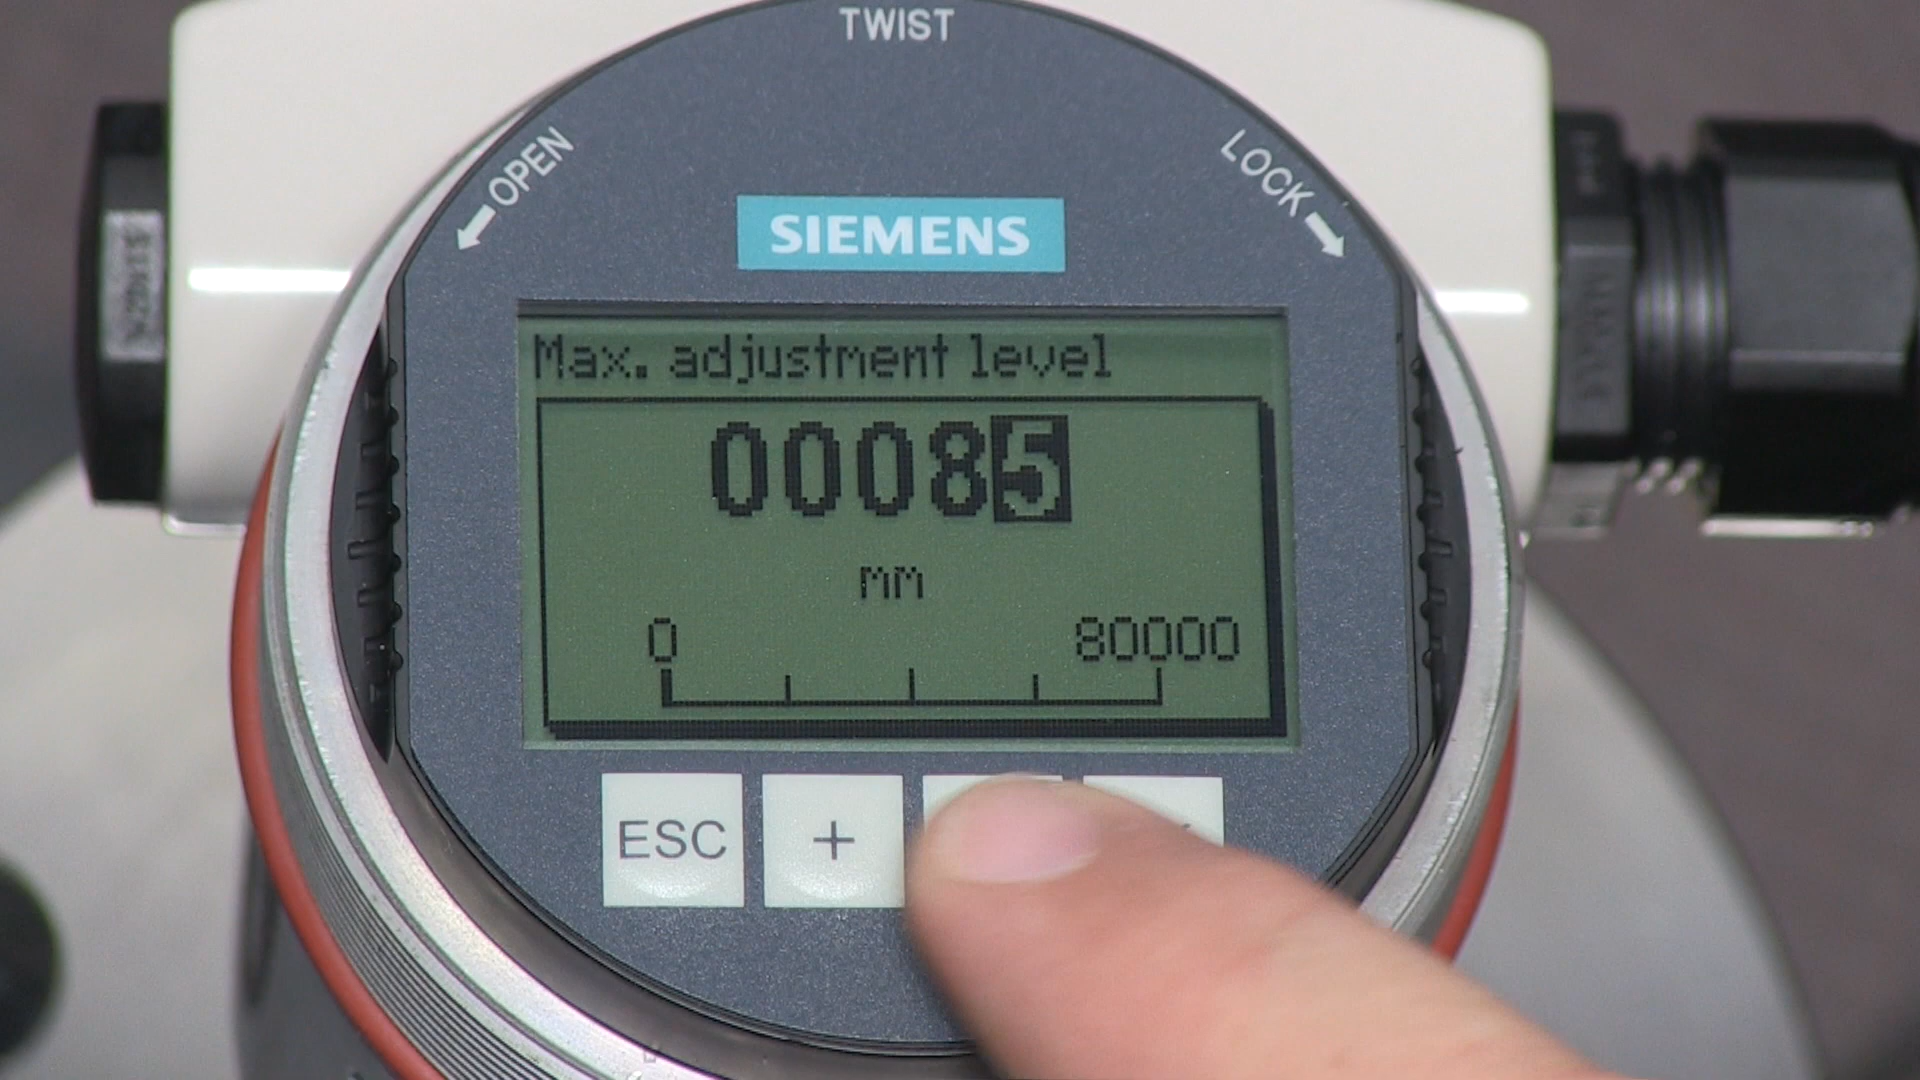 TWIST
OPEN
LOCK
SIEMENS
Max. adjustment level
00085
mm
0 80000
ESC
+